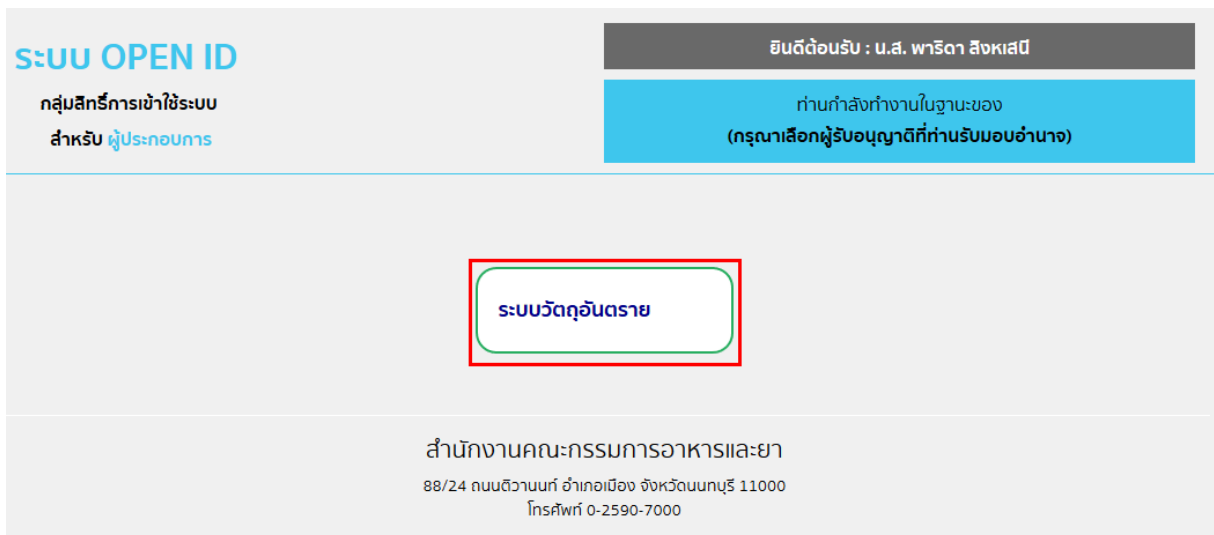 ระบบ OPEN ID
กลุ่มสิทธิ์การเข้าใช้ระบบ
สำหรับ ผู้ประกอบการ
ยินดีต้อนรับ : น.ส. พาริดา สิงหเสนี
ท่านกำลังทำงานในฐานะของ
(กรุณาเลือกผู้รับอนุญาติที่ท่านรับมอบอำนาจ)
ระบบวัตถุอันตราย
สำนักงานคณะกรรมการอาหารและยา
88/24 ถนนติวานนท์ อำเภอเมือง จังหวัดนนทบุรี 11000
โทรศัพท์ 0-2590-7000